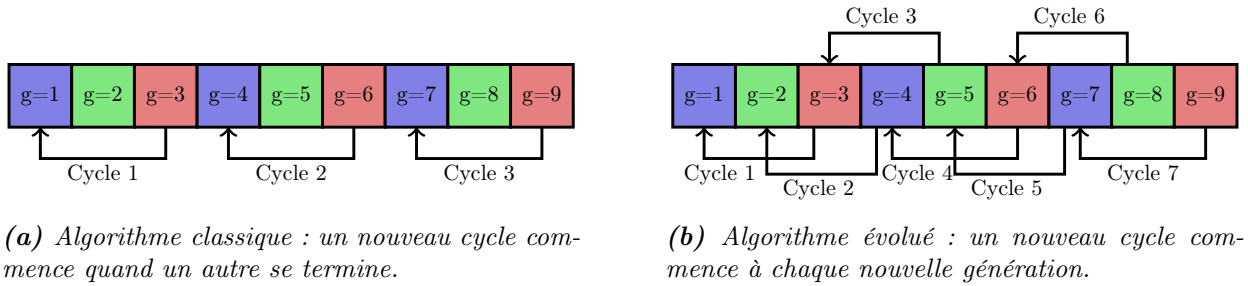 g=1 g=2 g=3 g=4 g=5 g=6 g=7 g=8 g=9
Cycle 1 Cycle 2 Cycle 3
(a) Algorithme classique : un nouveau cycle com-
mence quand un autre se termine.
Cycle 3 Cycle 6
g=1 g=2 g=3 g=4 g=5 g=6 g=7 g=8 g=9
Cycle 1 Cycle 2 Cycle 4 Cycle 5 Cycle 7
(b) Algorithme évolué : un nouveau cycle com-
mence à chaque nouvelle génération.